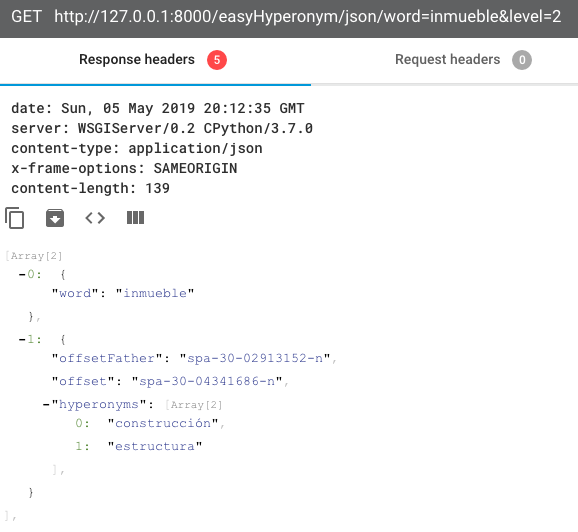 GET http://127.0.0.1:8000/easyHyperonym/json/word=inmueble&level=2
Response headers 5 Request headers 0
date: Sun, 05 May 2019 20:12:35 GMT
server: WSGIServer/0.2 CPython/3.7.0
content-type: application/json
x-frame-options: SAMEORIGIN
content-length: 139
[Array[2]
−0: {
"word": "inmueble"
},
−1: {
"offsetFather": "spa-30-02913152-n",
"offset": "spa-30-04341686-n",
−"hyperonyms": [Array[2]
0: "construcción",
1: "estructura"
],
}
],